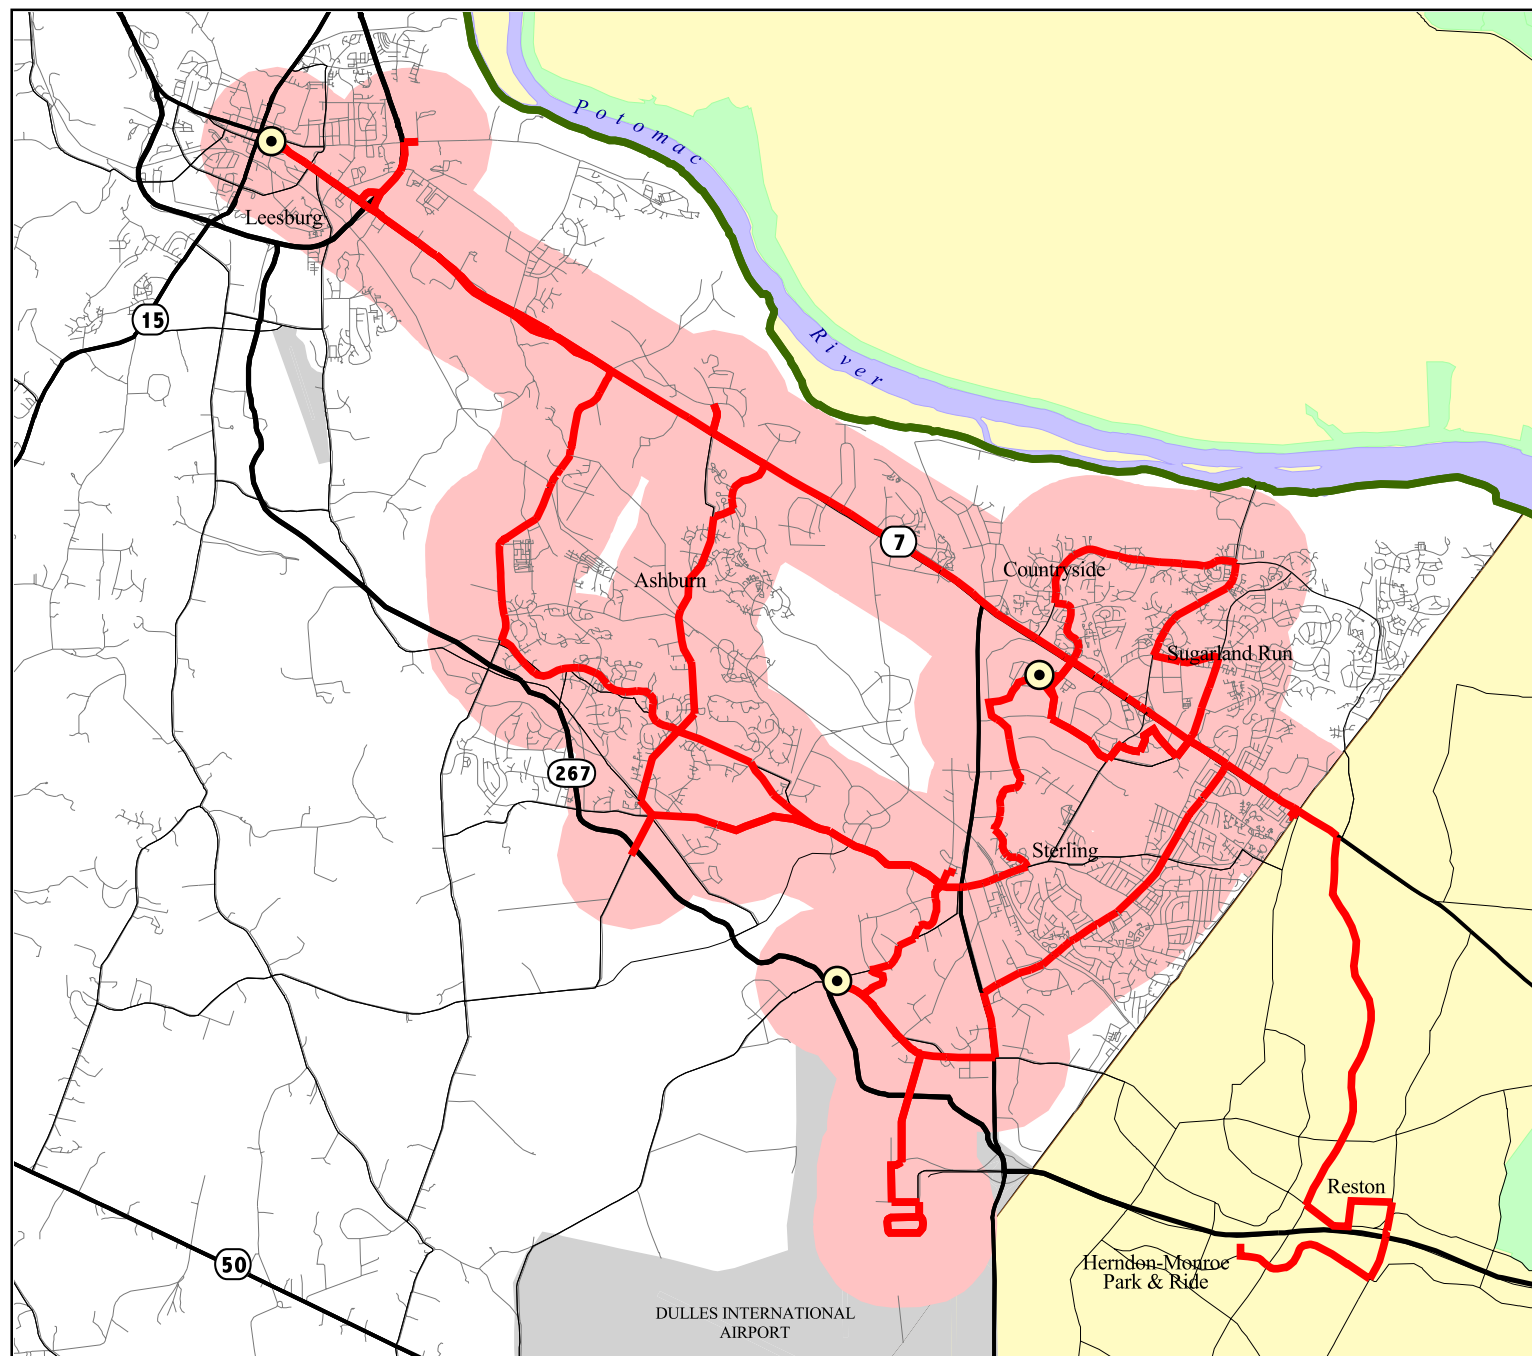 Potomac
Leesburg
15
River
7
Countryside
Ashburn
Sugarland Run
267
Sterling
Reston
50
Herndon-Monroe
Park & Ride
DULLES INTERNATIONAL
AIRPORT